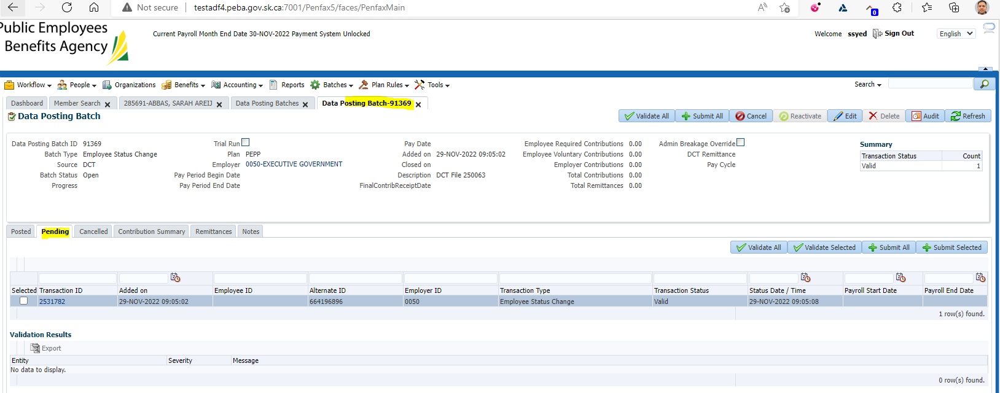 Not secure | testadf4.peba.gov.sk.ca:7001/Penfax5/faces/PenfaxMain
0
Public Employees
Benefits Agency
Current Payroll Month End Date 30-NOV-2022 Payment System Unlocked
Welcome ssyed Sign Out English
Workflow People Organizations Benefits Accounting Reports Batches Plan Rules Tools Search
Dashboard Member Search 285691-ABBAS, SARAH AREIJ Data Posting Batches Data Posting Batch-91369
Data Posting Batch Validate All Submit All Cancel Reactivate Edit Delete Audit Refresh
Data Posting Batch ID 91369 Trial Run Pay Date Employee Required Contributions 0.00 Admin Breakage Override Summary
Batch Type Employee Status Change Plan PEPP Added on 29-NOV-2022 09:05:02 Employee Voluntary Contributions 0.00 DCT Remittance Transaction Status Count
Source DCT Employer 0050-EXECUTIVE GOVERNMENT Closed on Employer Contributions 0.00 Pay Cycle Valid 1
Batch Status Open Pay Period Begin Date Description DCT File 250063 Total Contributions 0.00
Progress Pay Period End Date FinalContribReceiptDate Total Remittances 0.00
Posted Pending Cancelled Contribution Summary Remittances Notes
Validate All Validate Selected Submit All Submit Selected
Selected Transaction ID Added on Employee ID Alternate ID Employer ID Transaction Type Transaction Status Status Date / Time Payroll Start Date Payroll End Date
2531782 29-NOV-2022 09:05:02 664196896 0050 Employee Status Change Valid 29-NOV-2022 09:05:08
1 row(s) found.
Validation Results
Export
Entity Severity Message
No data to display.
0 row(s) found.